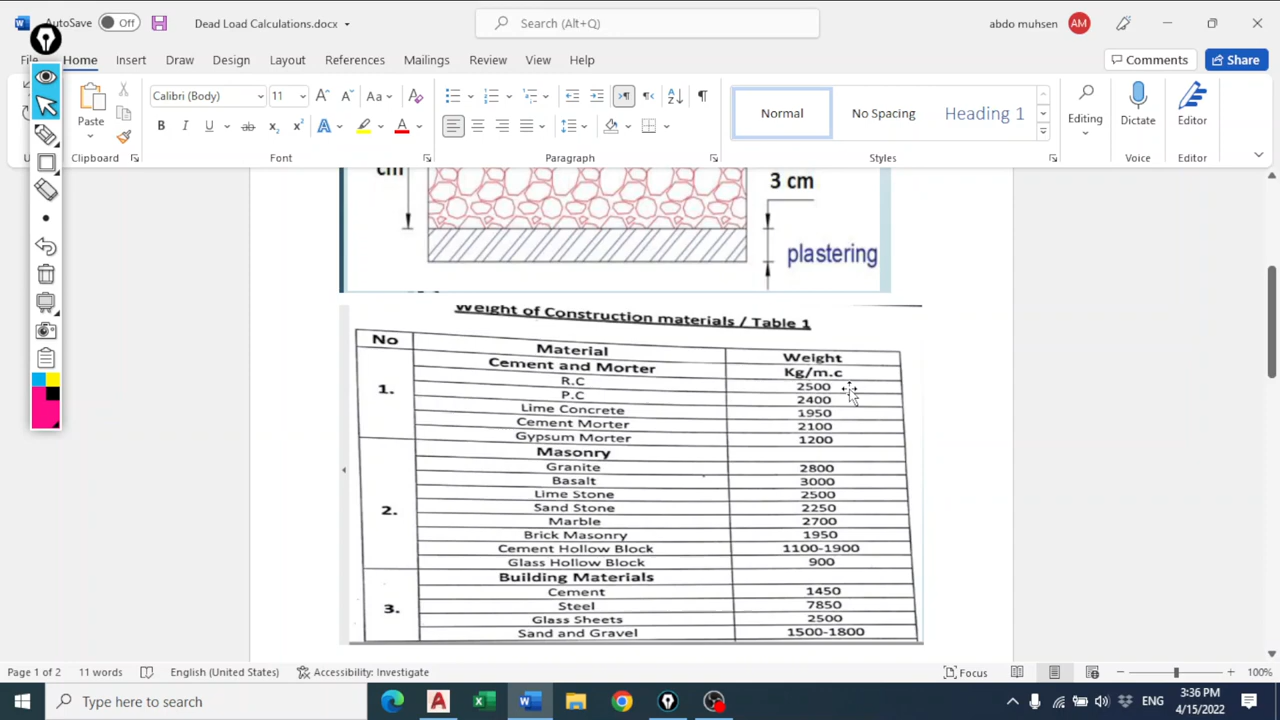 AutoSave Off Dead Load Calculations.docx Search (Alt+Q) abdo muhsen AM
File Home Insert Draw Design Layout References Mailings Review View Help Comments Share
Paste Calibri (Body) 11 Normal No Spacing Heading 1 Editing Dictate Editor
Clipboard Font Paragraph Styles Voice Editor
cm
3 cm
plastering
Weight of Construction materials / Table 1
No Material Weight
Cement and Morter Kg/m.c
1. R.C 2500
P.C 2400
Lime Concrete 1950
Cement Morter 2100
Gypsum Morter 1200
Masonry
2. Granite 2800
Basalt 3000
Lime Stone 2500
Sand Stone 2250
Marble 2700
Brick Masonry 1950
Cement Hollow Block 1100-1900
Glass Hollow Block 900
Building Materials
3. Cement 1450
Steel 7850
Glass Sheets 2500
Sand and Gravel 1500-1800
Page 1 of 2 11 words English (United States) Accessibility: Investigate Focus 100%
Type here to search ENG 3:36 PM
4/15/2022